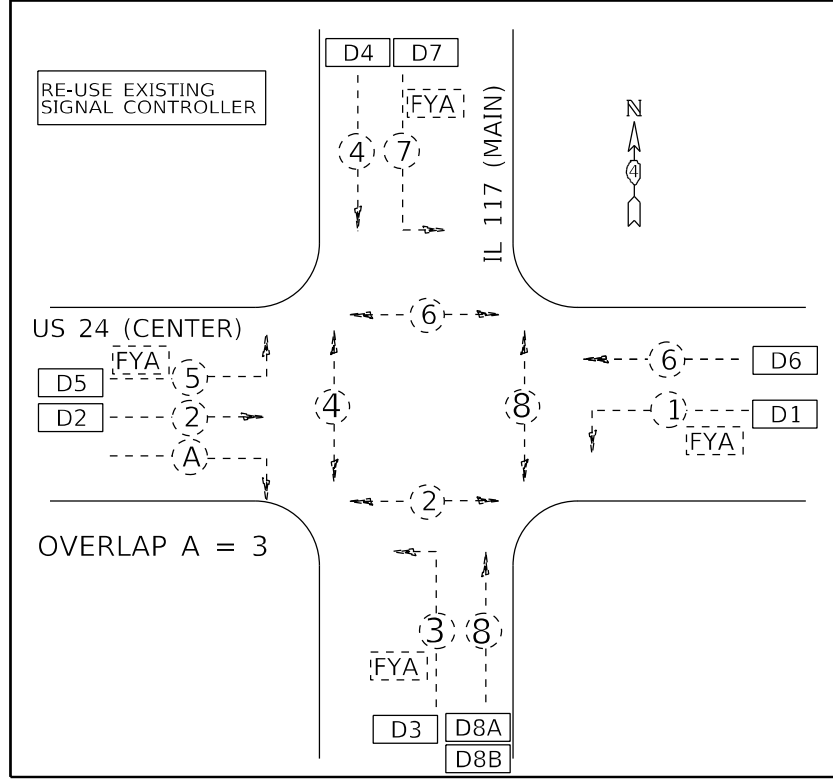 D4 D7
RE-USE EXISTING
SIGNAL CONTROLLER
FYA
N
4
4 7
IL 117 (MAIN)
6
US 24 (CENTER)
FYA
6 D6
D5 5
D2 2
4 8
1 D1
FYA
A
2
OVERLAP A = 3
3 8
FYA
D3 D8A
D8B